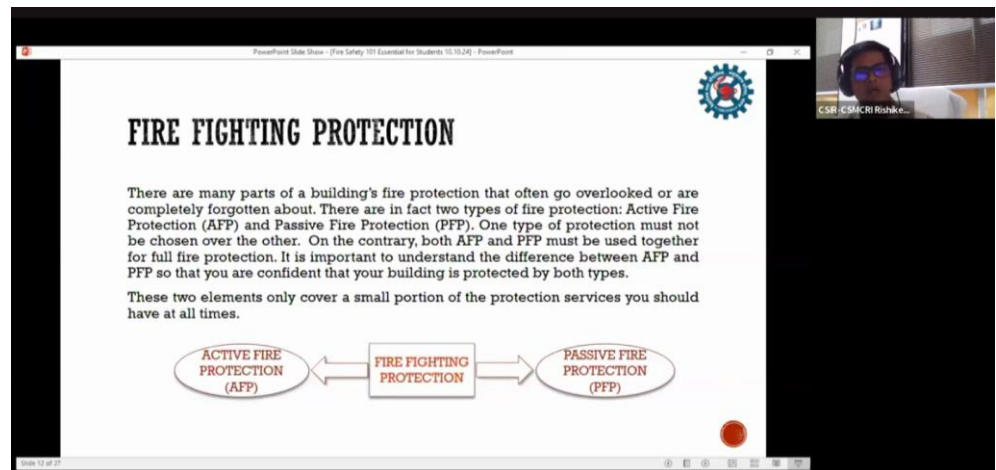 PowerPoint Slide Show - [Fire Safety 101 Essential for Students 10.10.24] - PowerPoint
CSIR-CSMCRI Rishike...
FIRE FIGHTING PROTECTION
There are many parts of a building's fire protection that often go overlooked or are
completely forgotten about. There are in fact two types of fire protection: Active Fire
Protection (AFP) and Passive Fire Protection (PFP). One type of protection must not
be chosen over the other. On the contrary, both AFP and PFP must be used together
for full fire protection. It is important to understand the difference between AFP and
PFP so that you are confident that your building is protected by both types.
These two elements only cover a small portion of the protection services you should
have at all times.
ACTIVE FIRE
PROTECTION
(AFP)
FIRE FIGHTING
PROTECTION
PASSIVE FIRE
PROTECTION
(PFP)
Slide 12 of 27